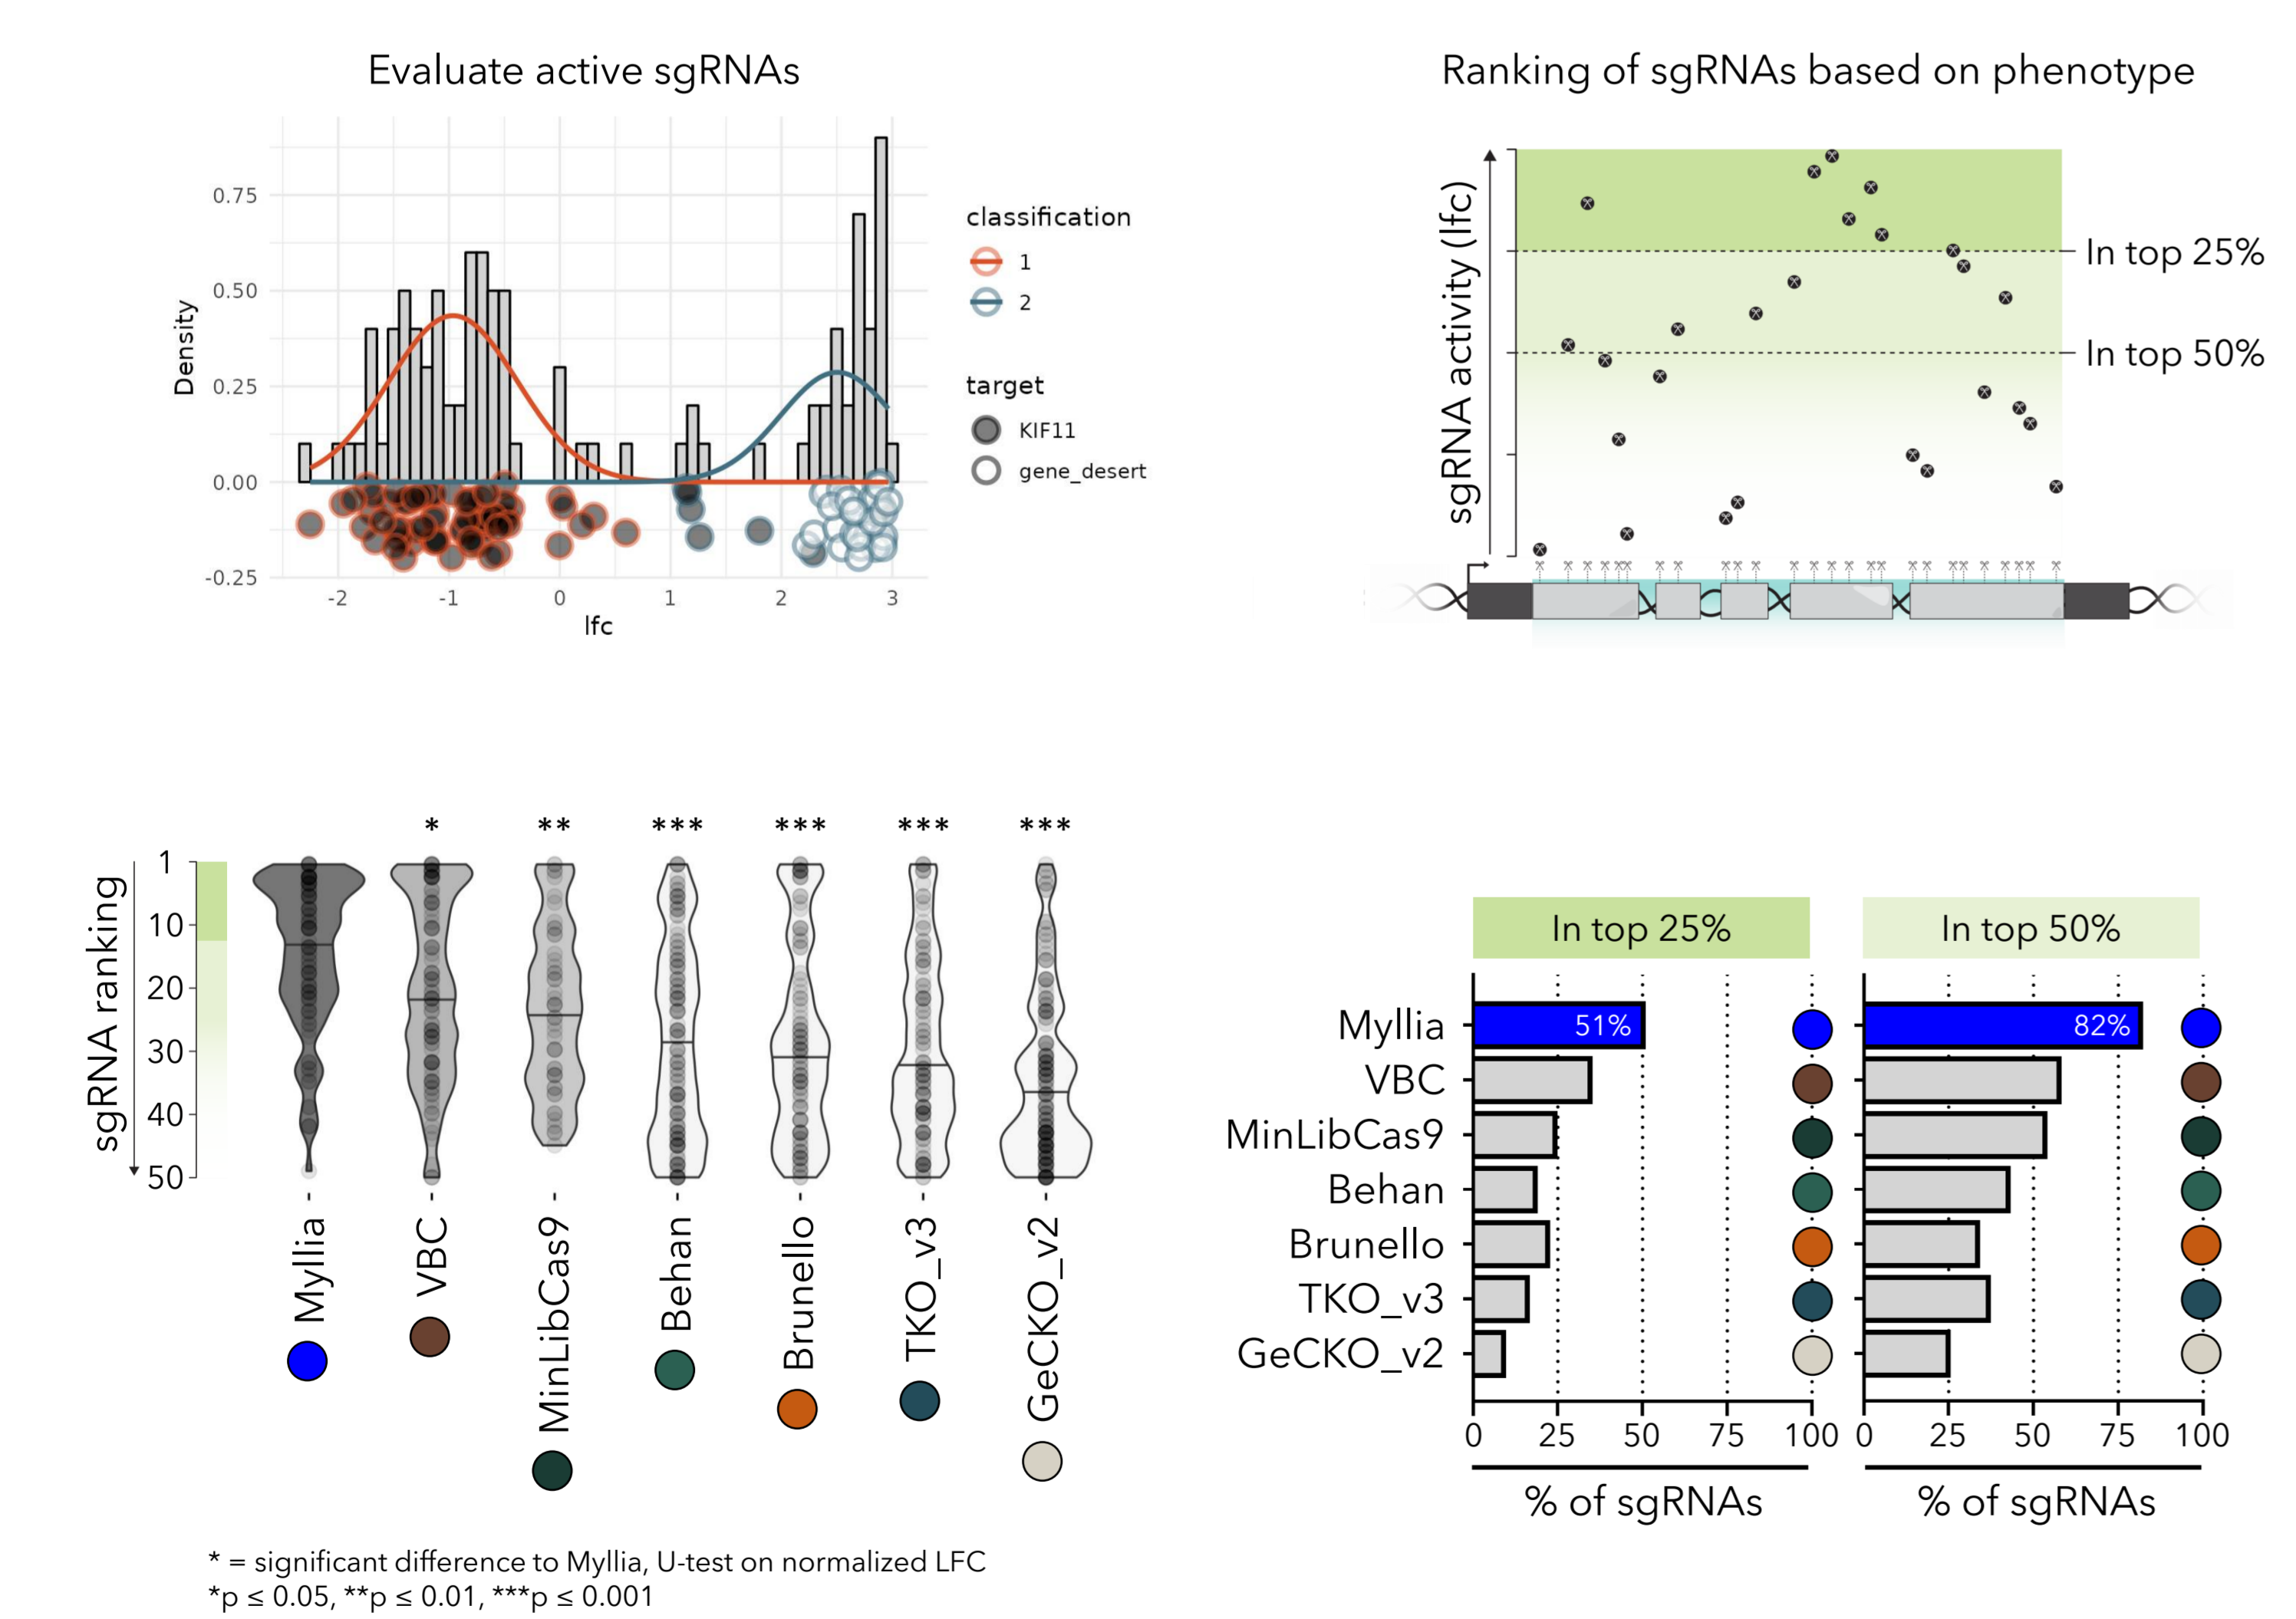 Evaluate active sgRNAs
Density
0.75
0.50
0.25
0.00
-0.25
-2
-1
0
1
2
3
lfc
classification
1
2
target
KIF11
gene_desert
Ranking of sgRNAs based on phenotype
sgRNA activity (lfc)
In top 25%
In top 50%
* ** *** *** *** ***
sgRNA ranking
1
10
20
30
40
50
Myllia
VBC
MinLibCas9
Behan
Brunello
TKO_v3
GeCKO_v2
* = significant difference to Myllia, U-test on normalized LFC
*p ≤ 0.05, **p ≤ 0.01, ***p ≤ 0.001
In top 25%
In top 50%
Myllia
51%
82%
VBC
MinLibCas9
Behan
Brunello
TKO_v3
GeCKO_v2
0 25 50 75 100
0 25 50 75 100
% of sgRNAs
% of sgRNAs